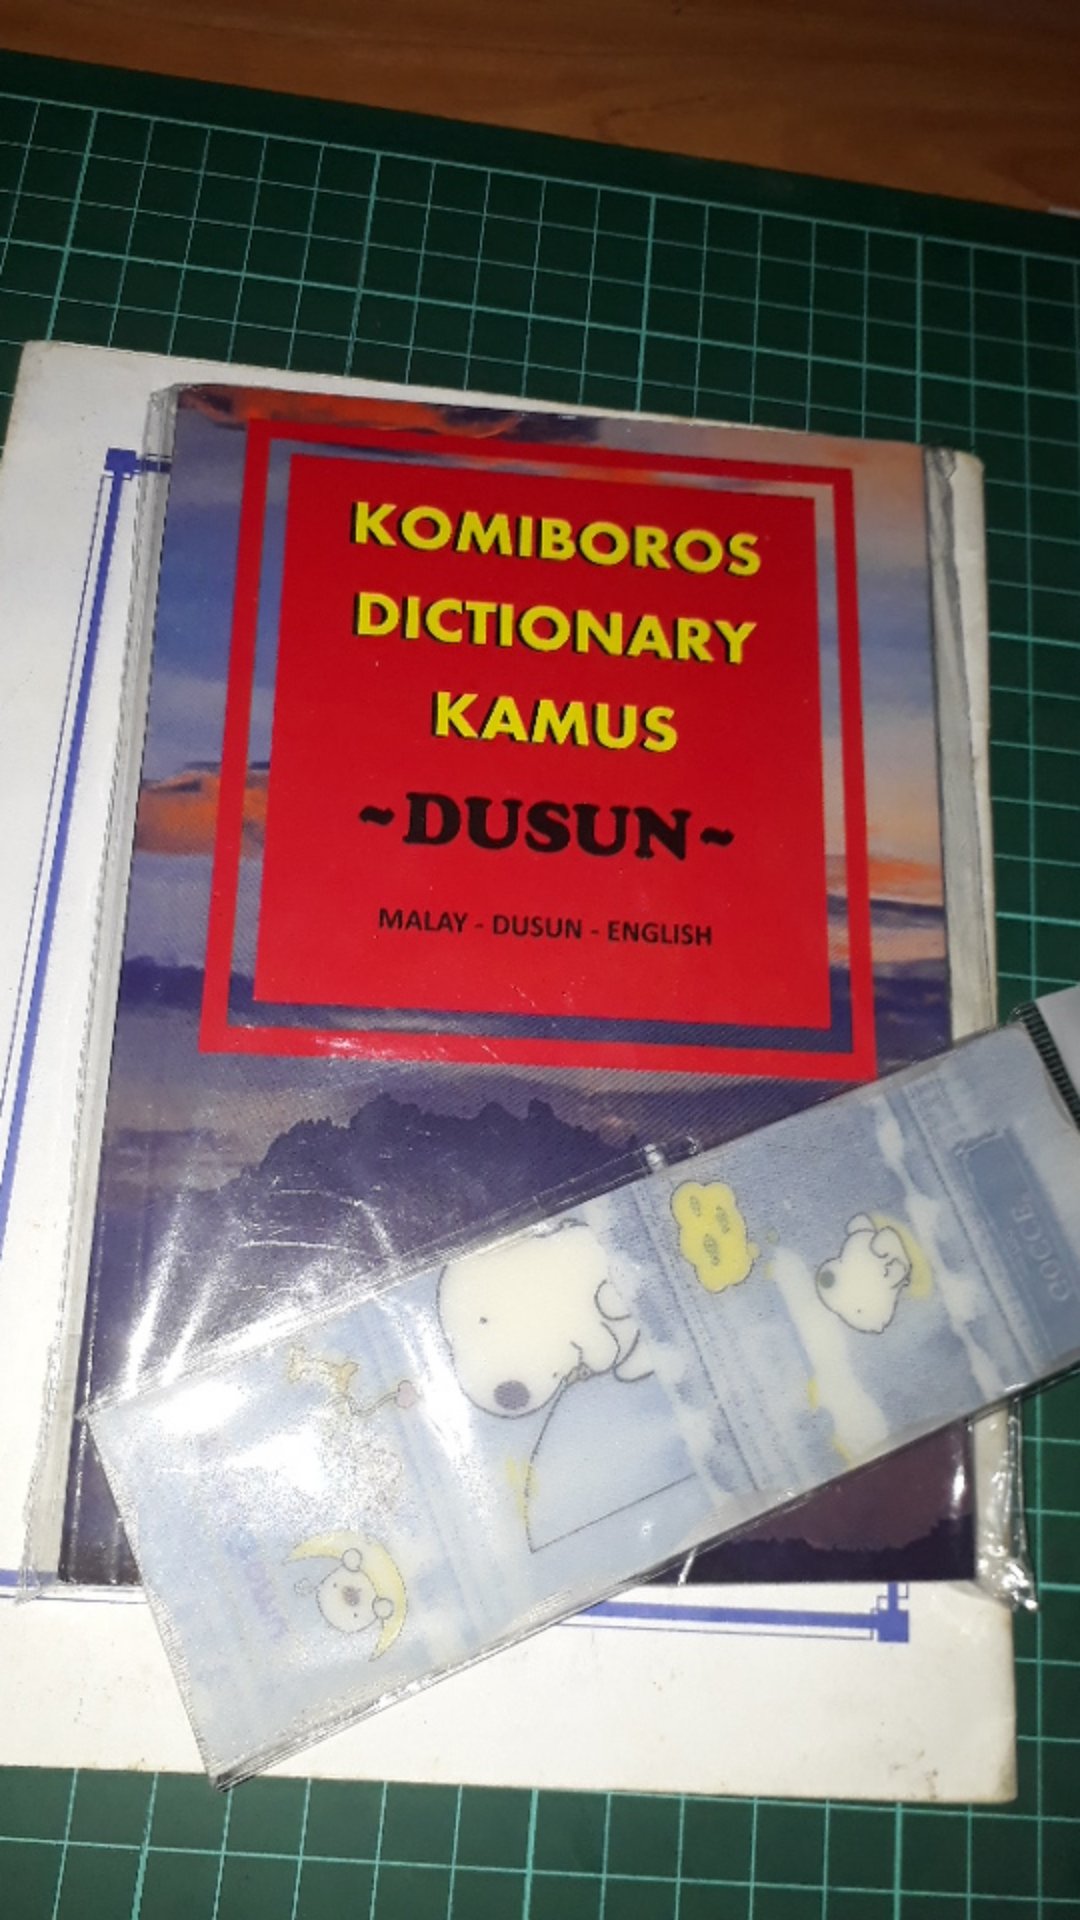 KOMIBOROS
DICTIONARY
KAMUS
~DUSUN~
MALAY - DUSUN - ENGLISH